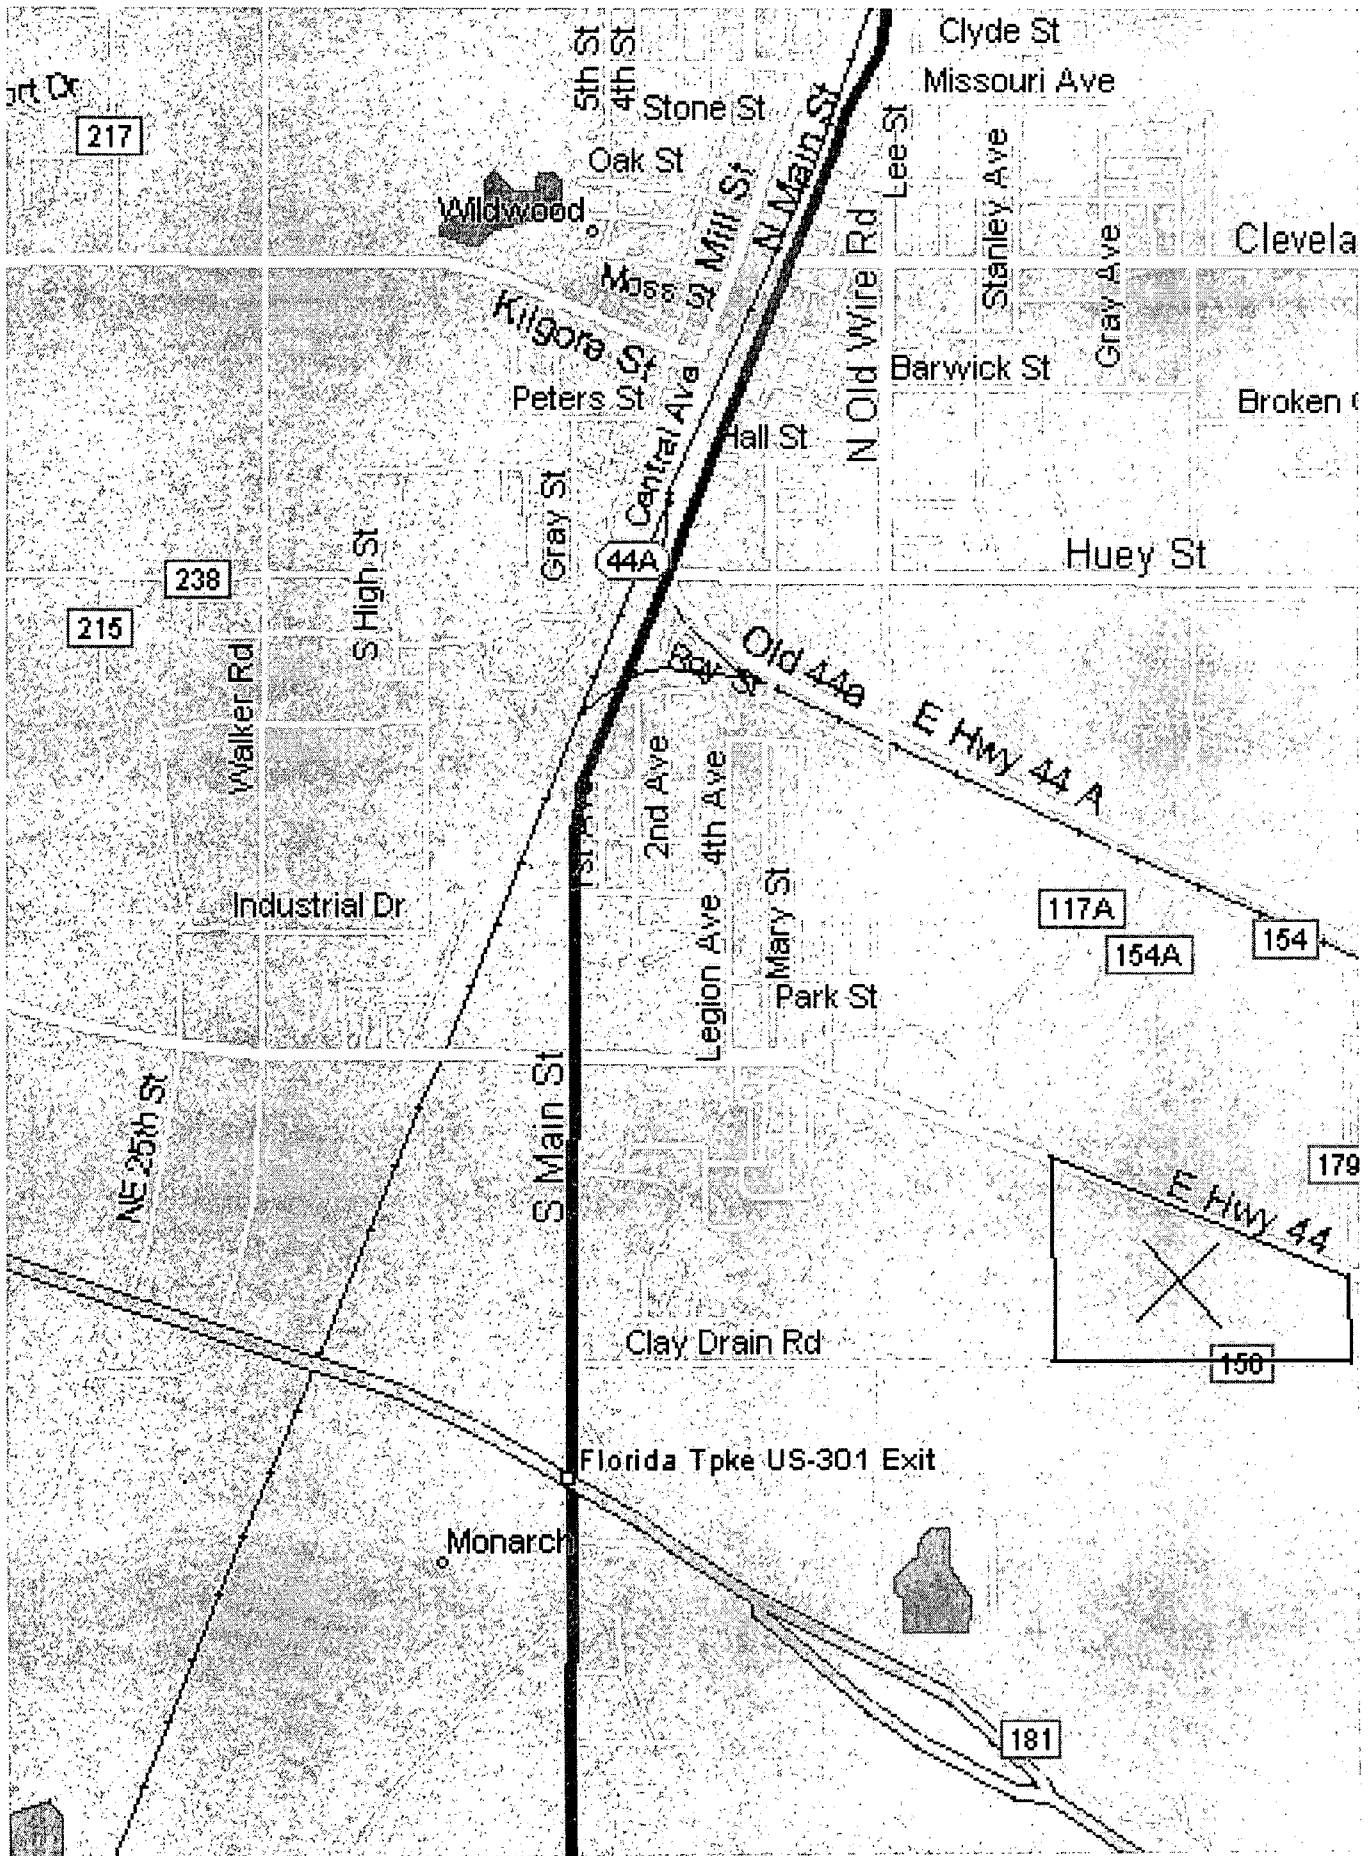 Clyde St
5th St
4th St
Missouri Ave
ort Dr
217
Stone St
N Main St
Lee St
Oak St
Stanley Ave
Wildwood
Mill St
N Old Wire Rd
Gray Ave
Clevela
Moss St
Kilgore St
Barwick St
Peters St
Central Ave
Broken
Hall St
Gray St
44A
Huey St
238
S High St
215
Old 44a
Walker Rd
E Hwy 44 A
2nd Ave
4th Ave
1st Ave
Industrial Dr
Mary St
117A
154
154A
Legion Ave
Park St
S Main St
NE 25th St
179
E Hwy 44
Clay Drain Rd
Florida Tpke US-301 Exit
Monarch
181